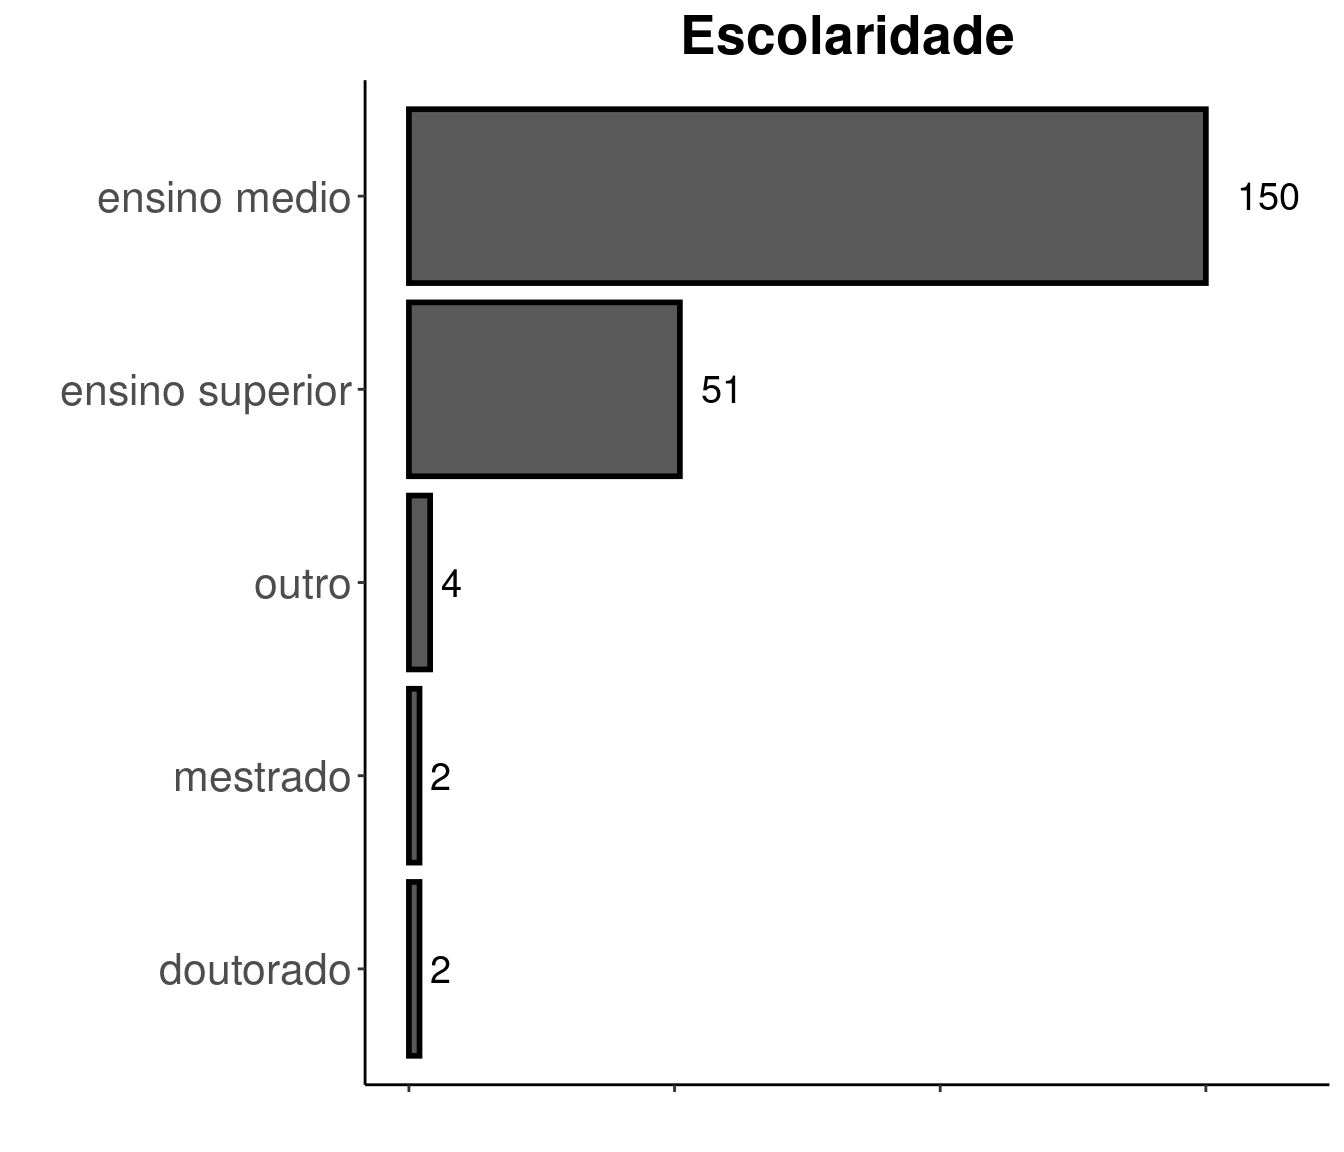 Escolaridade
ensino medio 150
ensino superior 51
outro 4
mestrado 2
doutorado 2